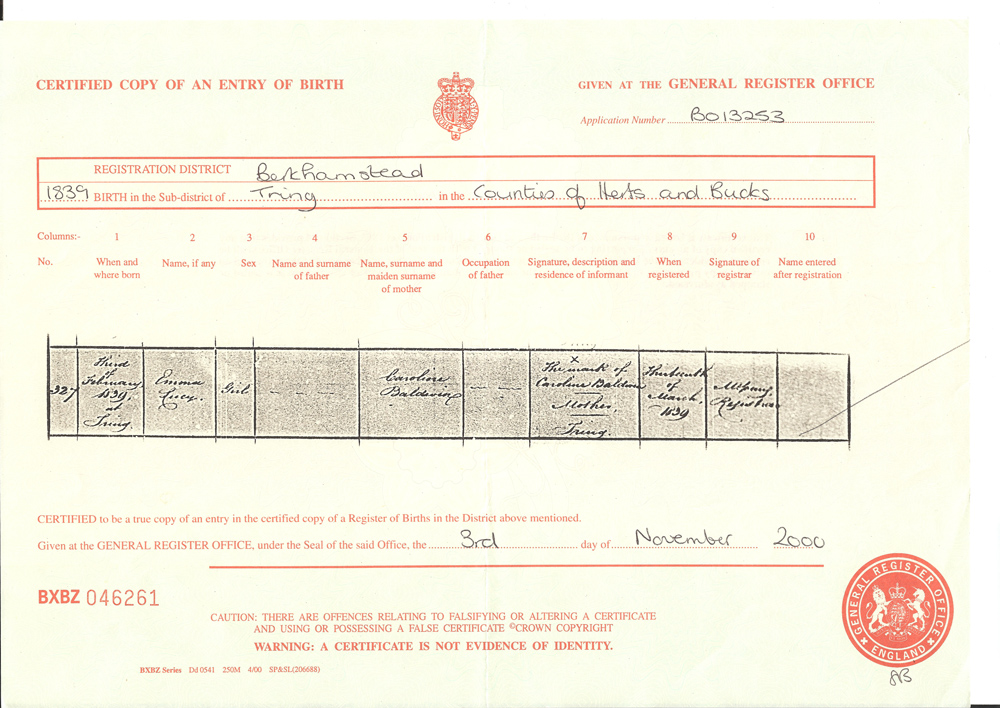 CERTIFIED COPY OF AN ENTRY OF BIRTH
GIVEN AT THE GENERAL REGISTER OFFICE
Application Number B013253
REGISTRATION DISTRICT Berkhamstead
1839 BIRTH in the Sub-district of Tring in the Counties of Herts and Bucks
Columns:- 1 2 3 4 5 6 7 8 9 10
No.
When and
where born
Name, if any
Sex
Name and surname
of father
Name, surname and
maiden surname
of mother
Occupation
of father
Signature, description and
residence of informant
When
registered
Signature of
registrar
Name entered
after registration
327
Third
of
February
1839.
at
Tring.
Emma
Lucy.
Girl
Caroline
Baldwin
X
The mark of
Caroline Baldwin
Mother.
Tring.
Thirteenth
of
March.
1839
Registrar
CERTIFIED to be a true copy of an entry in the certified copy of a Register of Births in the District above mentioned.
Given at the GENERAL REGISTER OFFICE, under the Seal of the said Office, the 3rd day of November 2000
BXBZ 046261
CAUTION: THERE ARE OFFENCES RELATING TO FALSIFYING OR ALTERING A CERTIFICATE
AND USING OR POSSESSING A FALSE CERTIFICATE ©CROWN COPYRIGHT
WARNING: A CERTIFICATE IS NOT EVIDENCE OF IDENTITY.
BXBZ Series Dd 0541 250M 4/00 SP&SL(206688)
GENERAL REGISTER OFFICE
ENGLAND